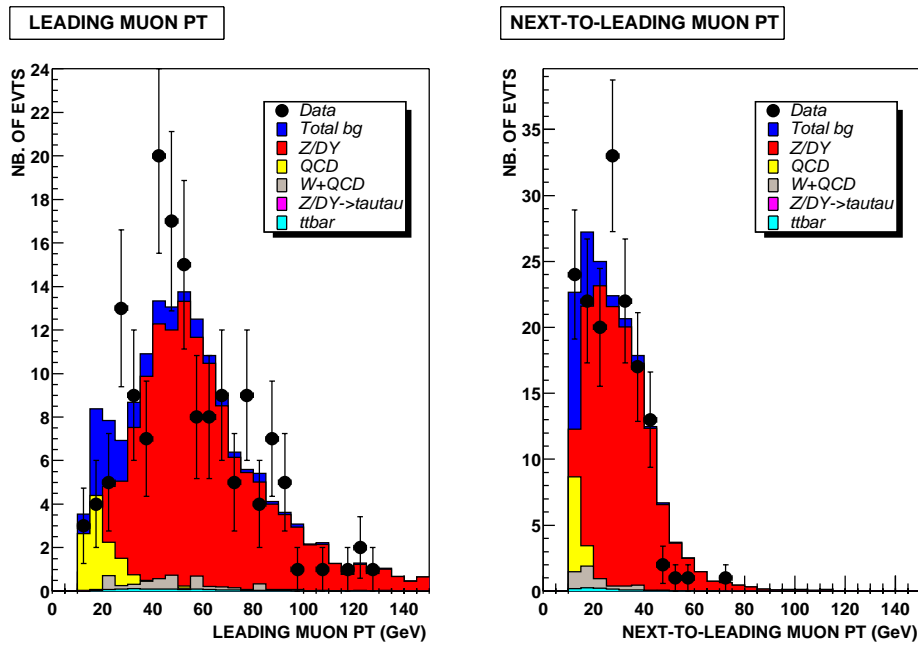 LEADING MUON PT
NB. OF EVTS
24
22
20
18
16
14
12
10
8
6
4
2
0
Data
Total bg
Z/DY
QCD
W+QCD
Z/DY->tautau
ttbar
0 20 40 60 80 100 120 140
LEADING MUON PT (GeV)
NEXT-TO-LEADING MUON PT
NB. OF EVTS
35
30
25
20
15
10
5
0
Data
Total bg
Z/DY
QCD
W+QCD
Z/DY->tautau
ttbar
0 20 40 60 80 100 120 140
NEXT-TO-LEADING MUON PT (GeV)